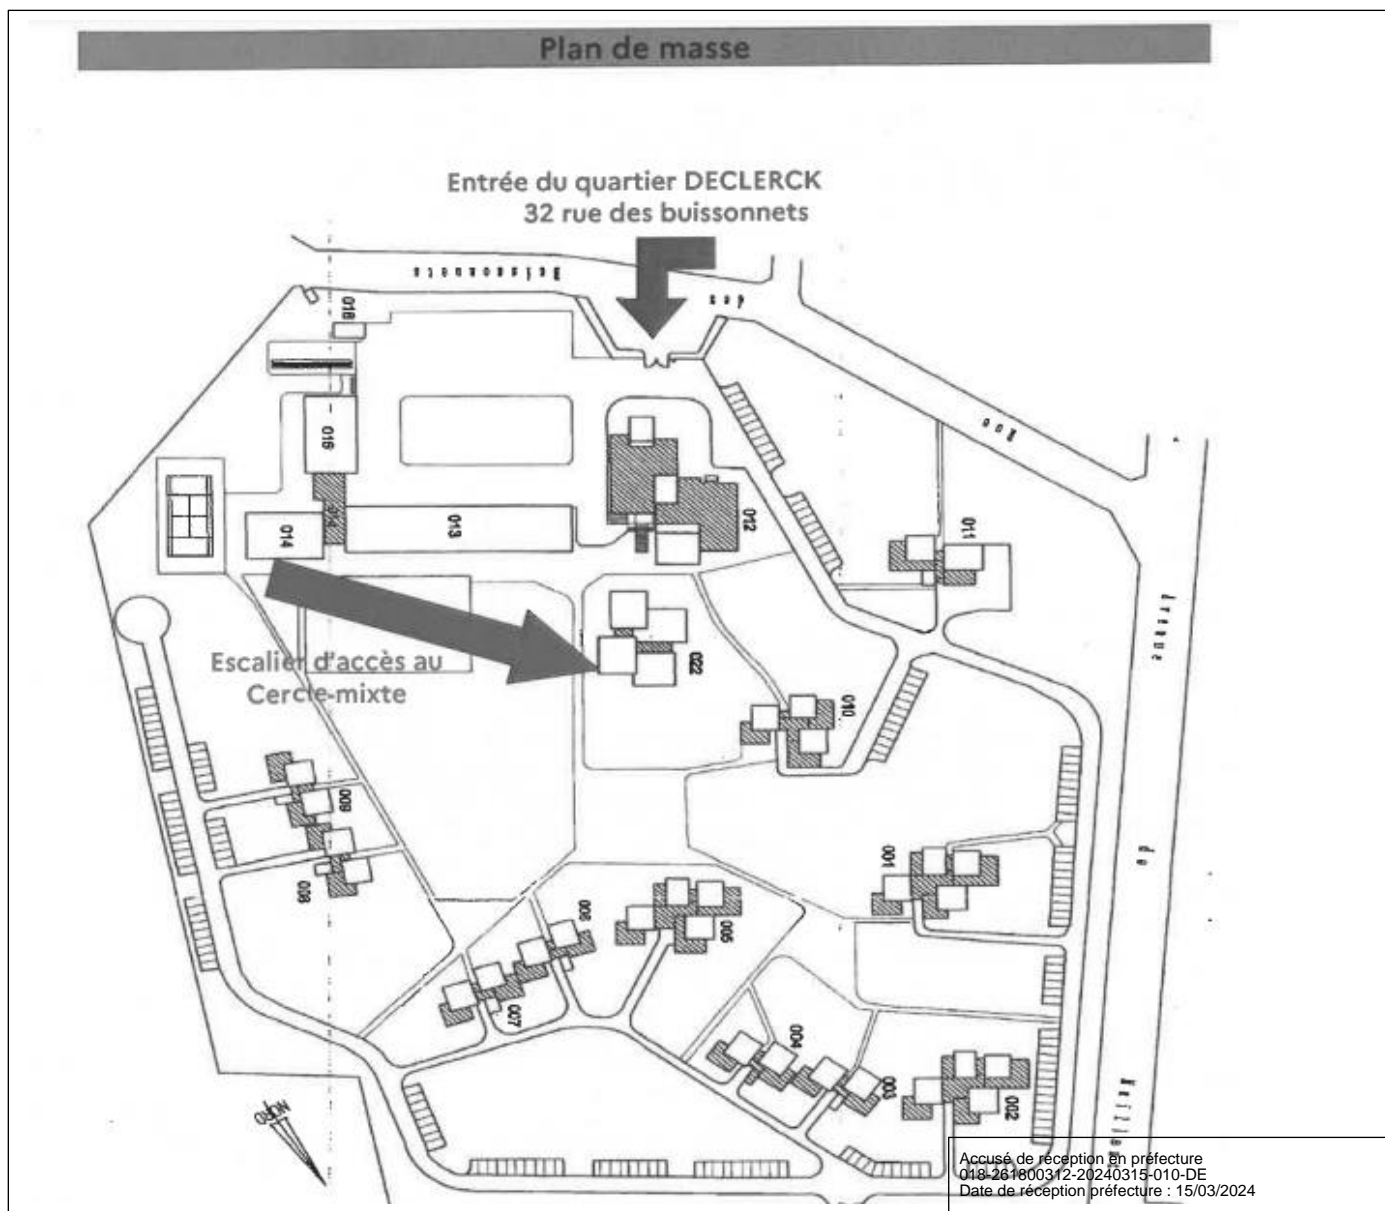 Plan de masse
Entrée du quartier DECLERCK
32 rue des buissonnets
des
Rue
018
019
014
013
012
011
Avenue
de
Escalier d'accès au
Cercle-mixte
022
010
009
008
001
006
005
007
004
003
002
NORD
Accusé de réception en préfecture
018-261800312-20240315-010-DE
Date de réception préfecture : 15/03/2024